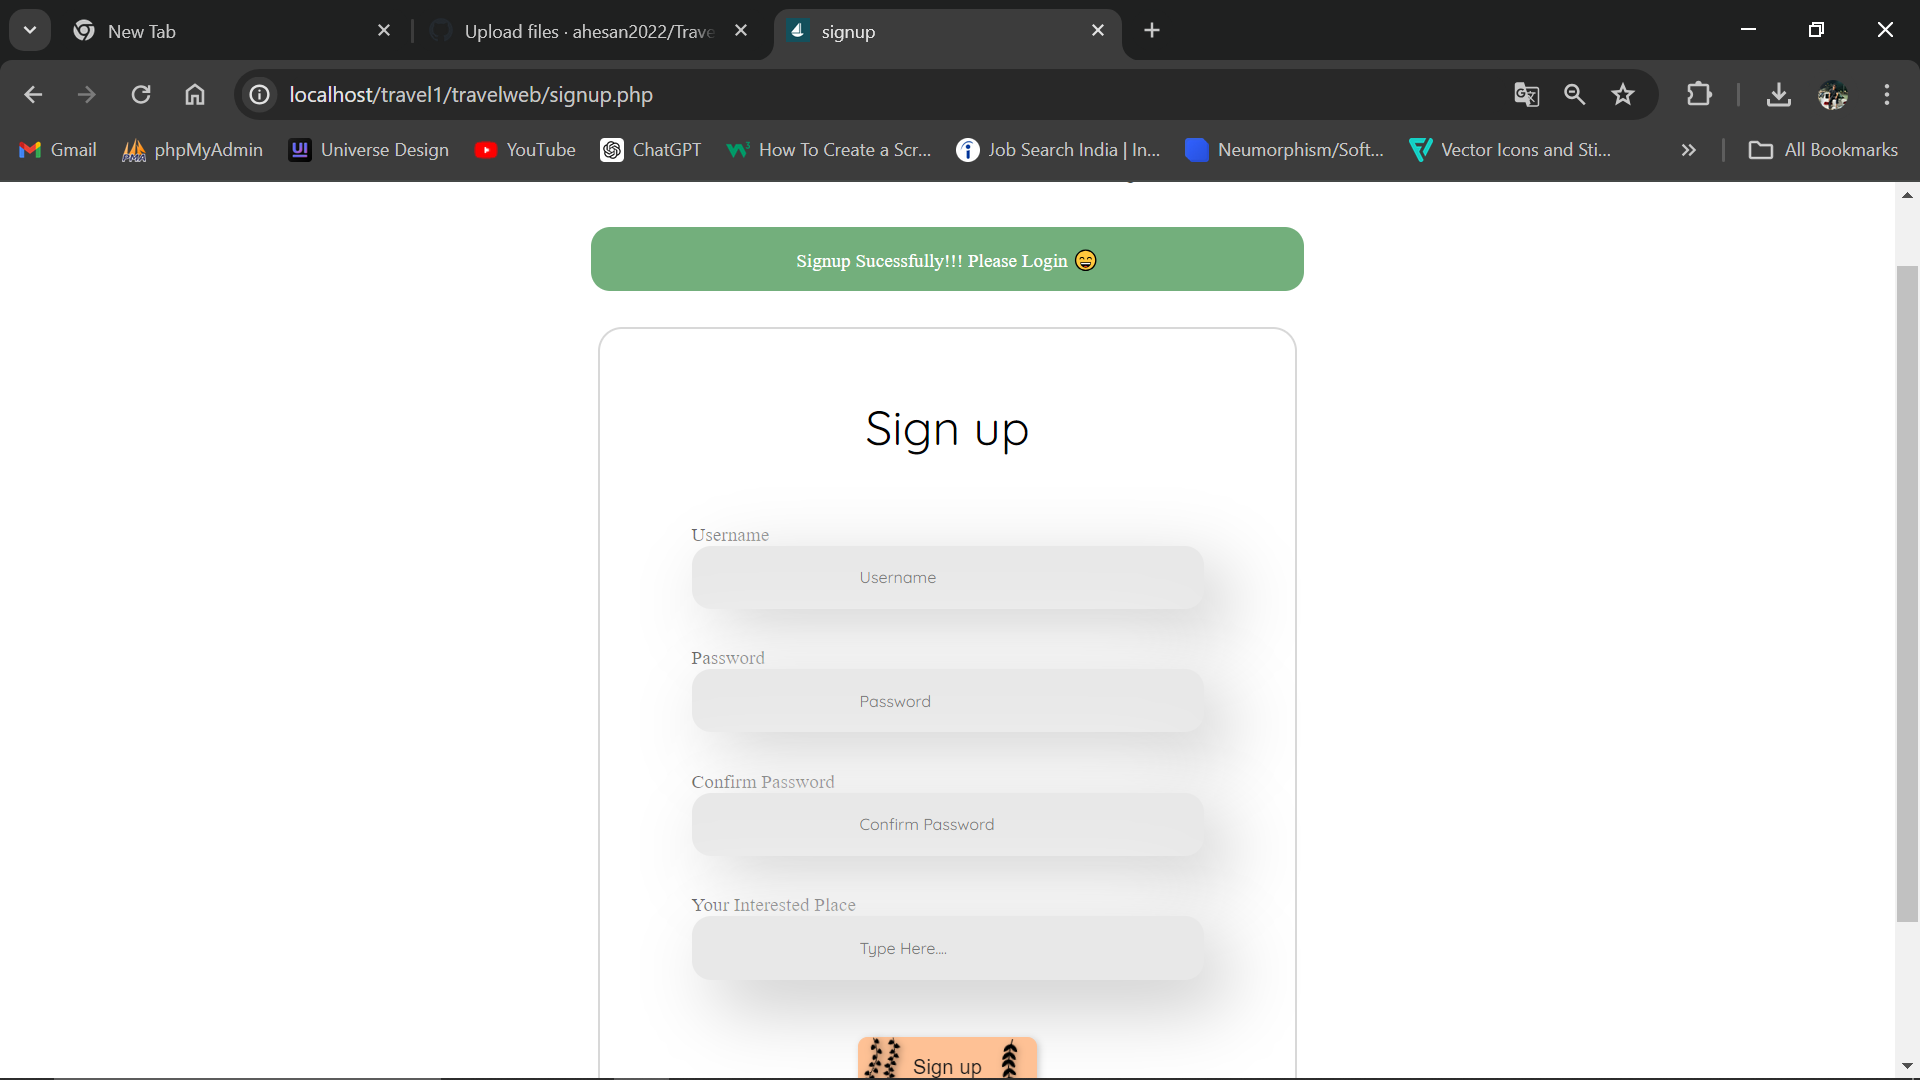 New Tab
Upload files · ahesan2022/Trave
signup
localhost/travel1/travelweb/signup.php
Gmail
phpMyAdmin
Universe Design
YouTube
ChatGPT
How To Create a Scr...
Job Search India | In...
Neumorphism/Soft...
Vector Icons and Sti...
All Bookmarks
Signup Sucessfully!!! Please Login 😄
Sign up
Username
Username
Password
Password
Confirm Password
Confirm Password
Your Interested Place
Type Here....
Sign up